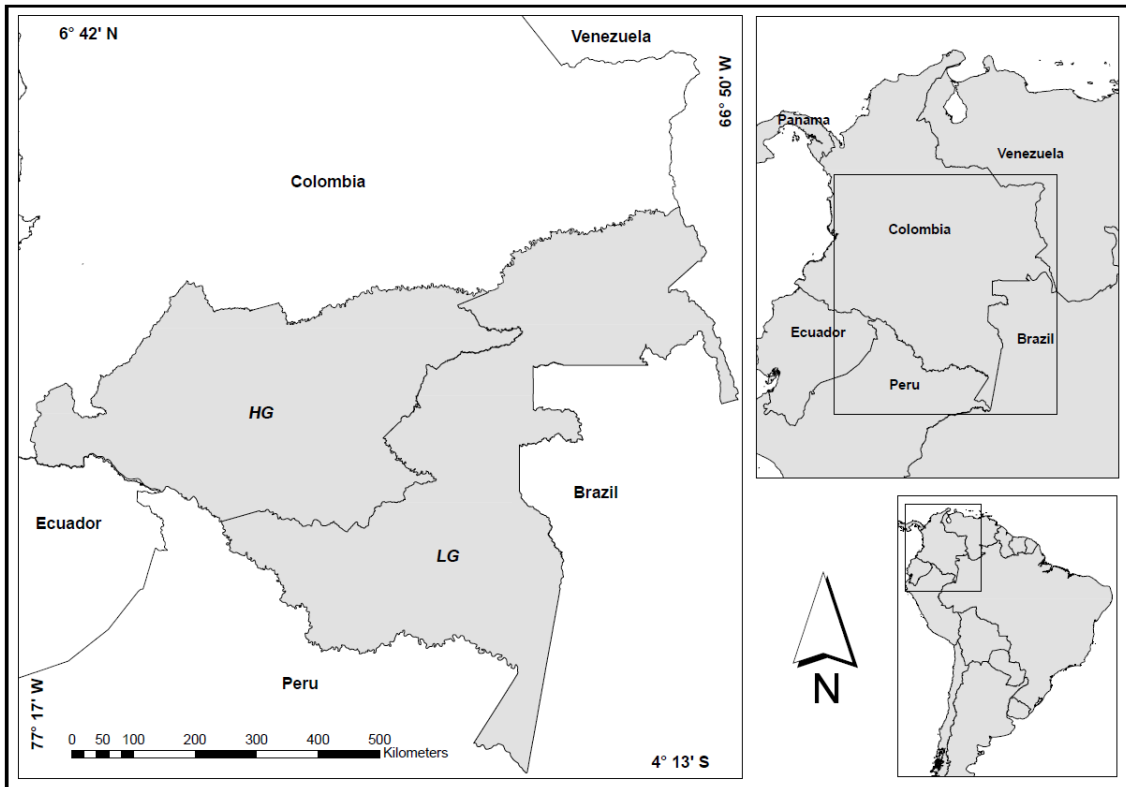 6° 42' N
Venezuela
66° 50' W
Colombia
HG
Ecuador
Brazil
LG
Peru
77° 17' W
0 50 100 200 300 400 500
Kilometers
4° 13' S
Panama
Venezuela
Colombia
Ecuador
Brazil
Peru
N